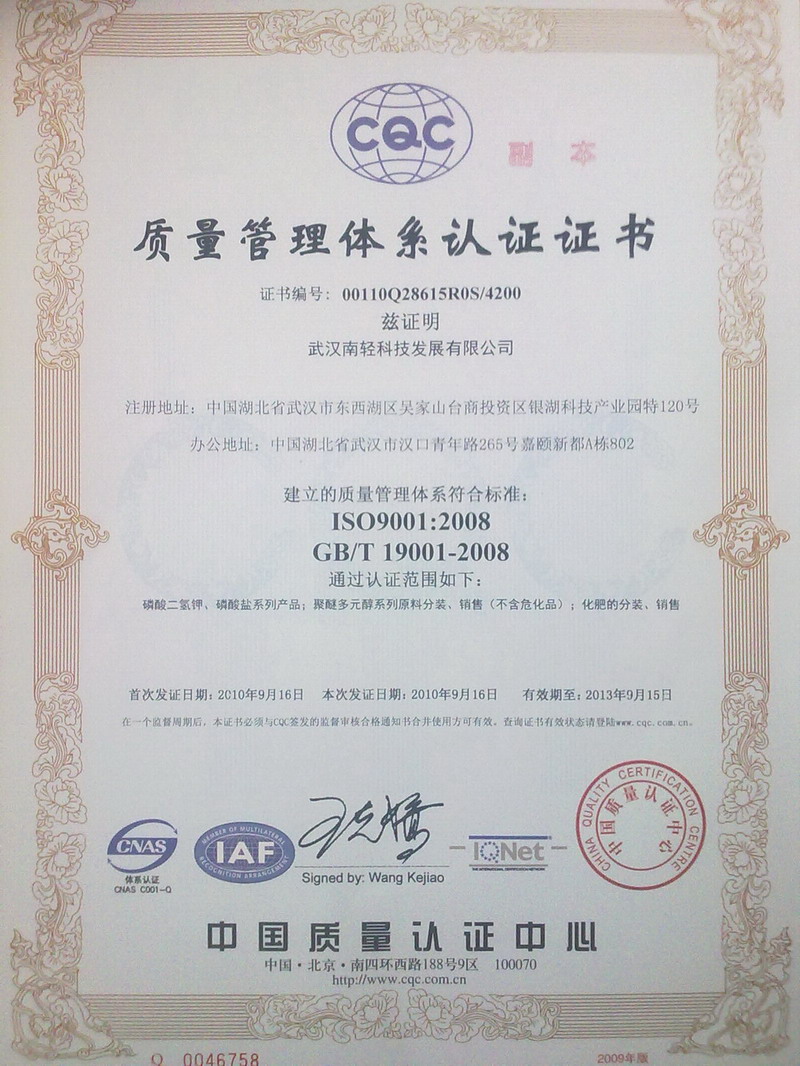 CQC
副 本
质量管理体系认证证书
证书编号: 00110Q28615R0S/4200
兹证明
武汉南轻科技发展有限公司
注册地址: 中国湖北省武汉市东西湖区吴家山台商投资区银湖科技产业园特120号
办公地址: 中国湖北省武汉市汉口青年路265号嘉颐新都A栋802
建立的质量管理体系符合标准:
ISO9001:2008
GB/T 19001-2008
通过认证范围如下:
磷酸二氢钾、磷酸盐系列产品; 聚醚多元醇系列原料分装、销售 (不含危化品) ; 化肥的分装、销售
首次发证日期: 2010年9月16日 本次发证日期: 2010年9月16日 有效期至: 2013年9月15日
在一个监督周期后, 本证书必须与CQC签发的监督审核合格通知书合并使用方可有效。查询证书有效状态请登陆www.cqc.com.cn。
CHINA QUALITY CERTIFICATION CENTRE
中国质量认证中心
CNAS
体系认证
CNAS C001-Q
MEMBER OF MULTILATERAL
IAF
RECOGNITION ARRANGEMENT
王克娇
Signed by: Wang Kejiao
IQNet
THE INTERNATIONAL CERTIFICATION NETWORK
中国质量认证中心
中国·北京·南四环西路188号9区 100070
http://www.cqc.com.cn
Q 0046758
2009年版